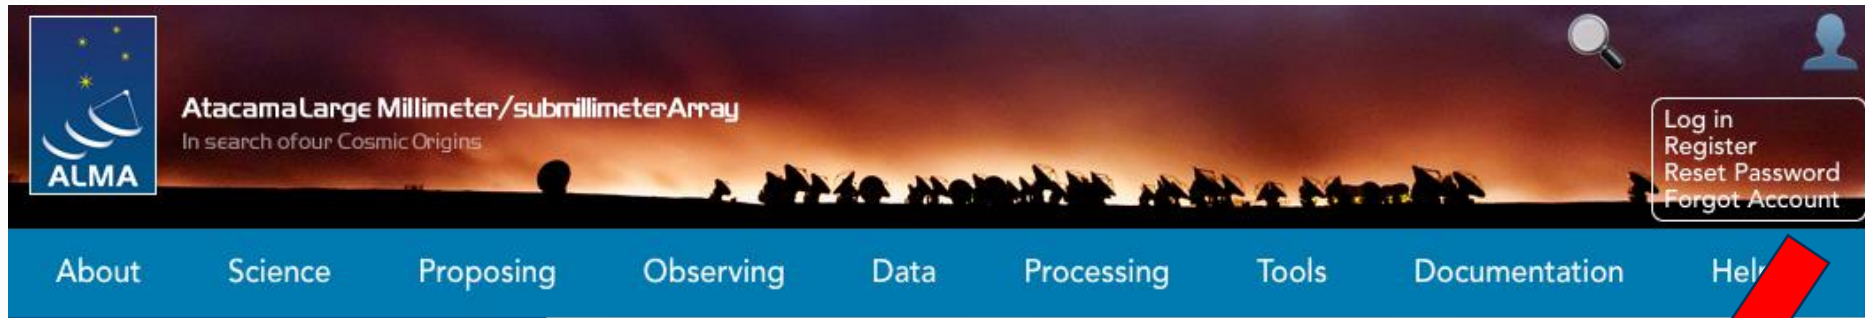 Atacama Large Millimeter/submillimeter Array
In search of our Cosmic Origins
ALMA
Log in
Register
Reset Password
Forgot Account
About Science Proposing Observing Data Processing Tools Documentation